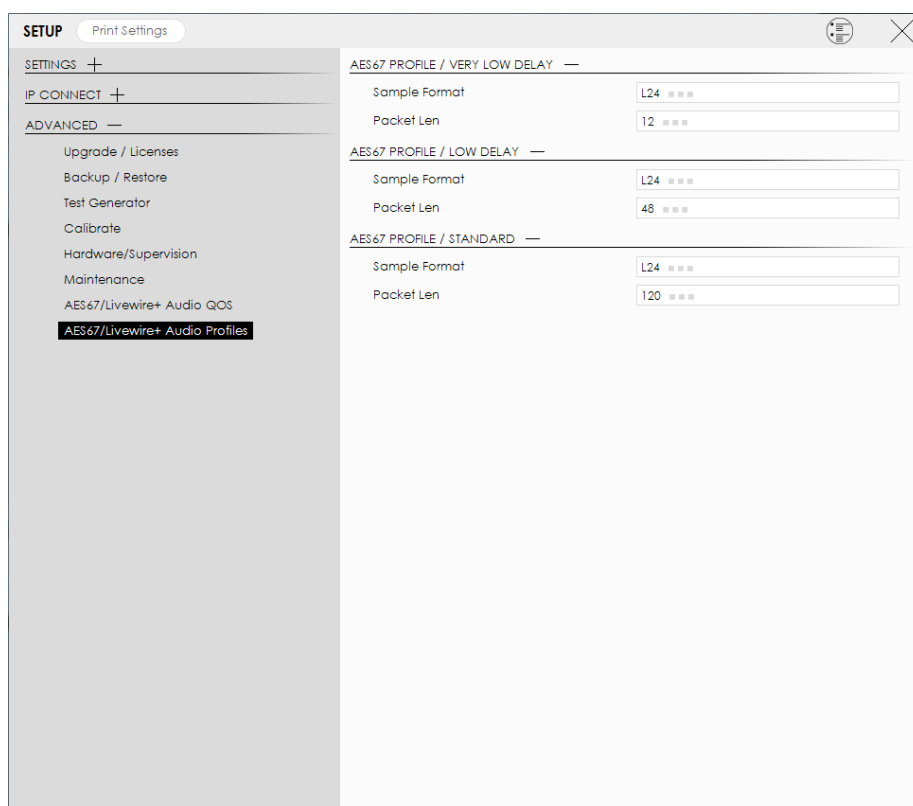 SETUP Print Settings
SETTINGS
IP CONNECT
ADVANCED
Upgrade / Licenses
Backup / Restore
Test Generator
Calibrate
Hardware/Supervision
Maintenance
AES67/Livewire+ Audio QOS
AES67/Livewire+ Audio Profiles
AES67 PROFILE / VERY LOW DELAY
Sample Format L24
Packet Len 12
AES67 PROFILE / LOW DELAY
Sample Format L24
Packet Len 48
AES67 PROFILE / STANDARD
Sample Format L24
Packet Len 120